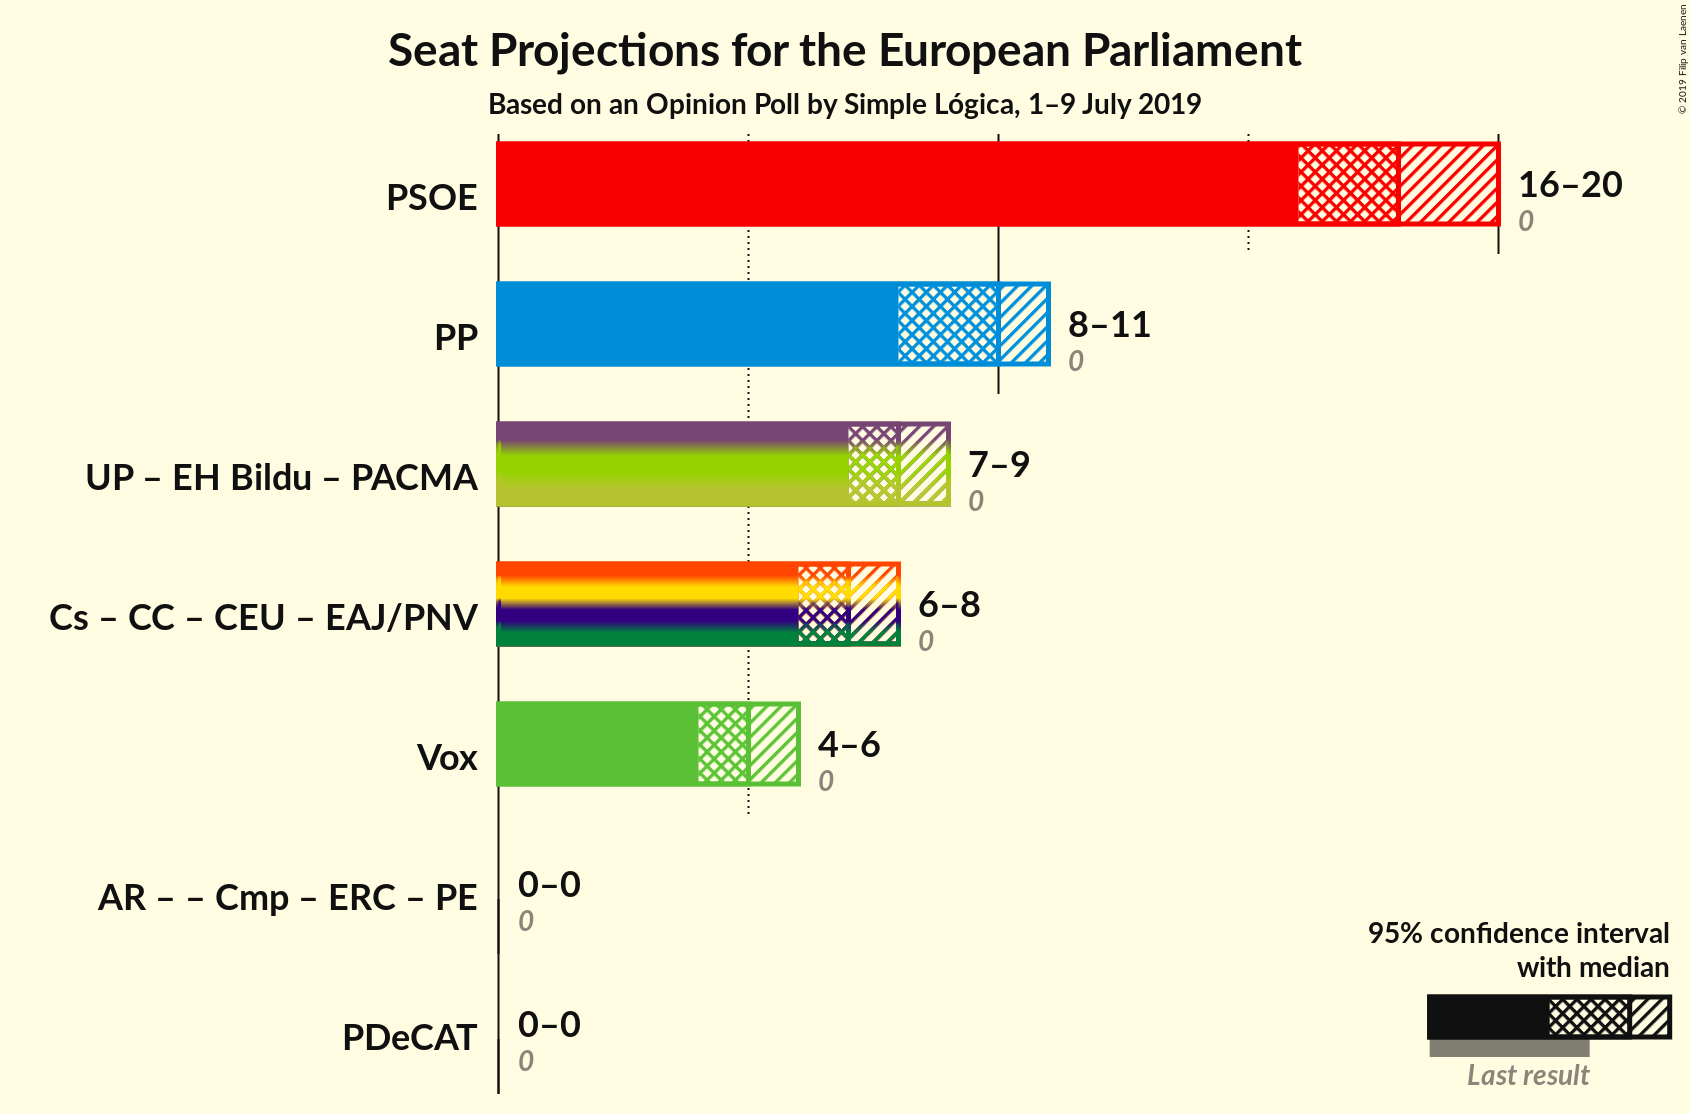 Seat Projections for the European Parliament
Based on an Opinion Poll by Simple Lógica, 1–9 July 2019
© 2019 Filip van Laenen
PSOE
16–20
0
PP
8–11
0
UP – EH Bildu – PACMA
7–9
0
Cs – CC – CEU – EAJ/PNV
6–8
0
Vox
4–6
0
AR – – Cmp – ERC – PE
0–0
0
PDeCAT
0–0
0
95% confidence interval
with median
Last result